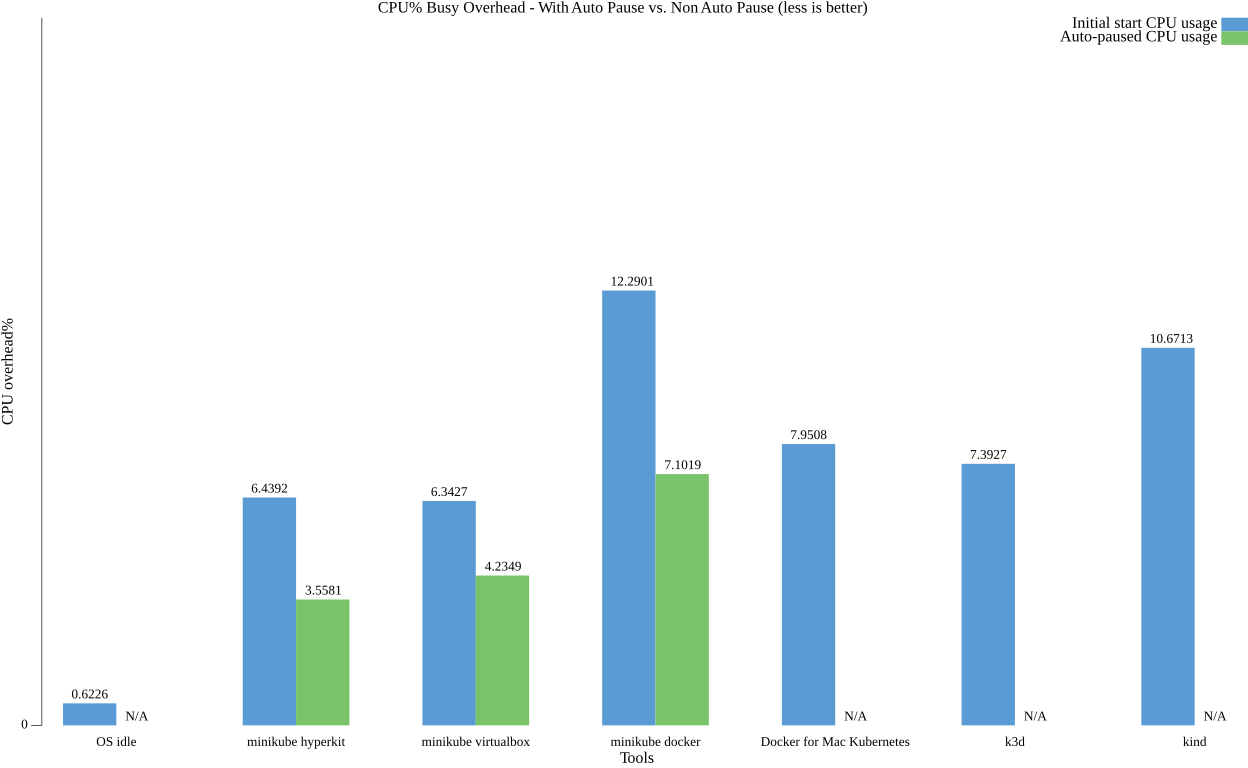 CPU% Busy Overhead - With Auto Pause vs. Non Auto Pause (less is better)
Initial start CPU usage
Auto-paused CPU usage
CPU overhead%
12.2901
10.6713
7.9508
7.3927
7.1019
6.4392
6.3427
4.2349
3.5581
0.6226
N/A
N/A
N/A
N/A
0
OS idle
minikube hyperkit
minikube virtualbox
minikube docker
Docker for Mac Kubernetes
k3d
kind
Tools